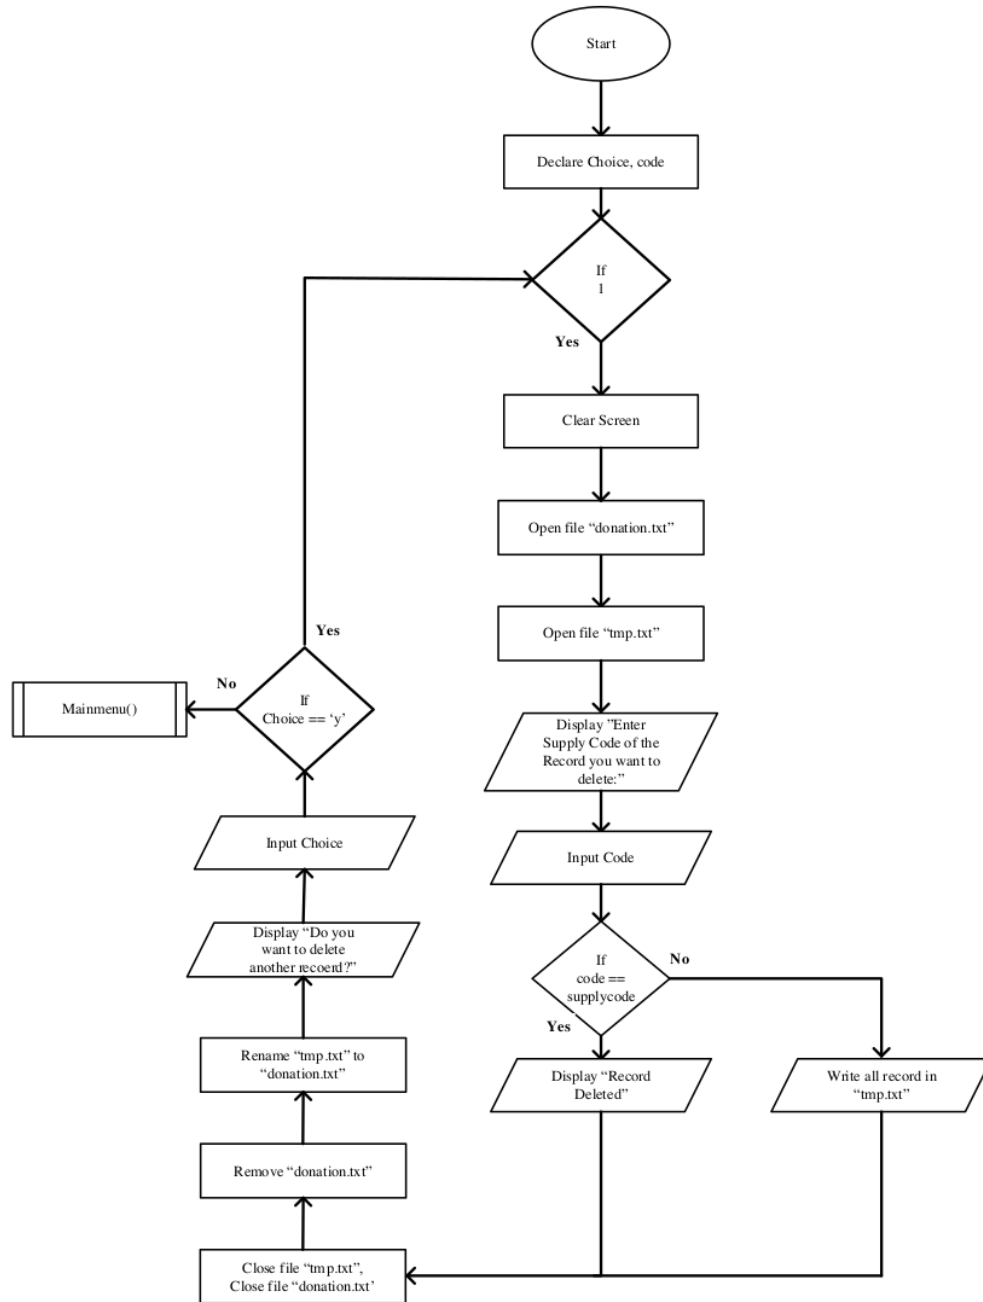 Start
Declare Choice, code
If
1
Yes
Clear Screen
Open file “donation.txt”
Open file “tmp.txt”
Display ”Enter
Supply Code of the
Record you want to
delete:”
Input Code
If
code ==
supplycode
No
Yes
Display “Record
Deleted”
Write all record in
“tmp.txt”
Close file “tmp.txt”,
Close file “donation.txt‘
Remove “donation.txt”
Rename “tmp.txt” to
“donation.txt”
Display “Do you
want to delete
another recoerd?”
Input Choice
If
Choice == ‘y’
Yes
No
Mainmenu()